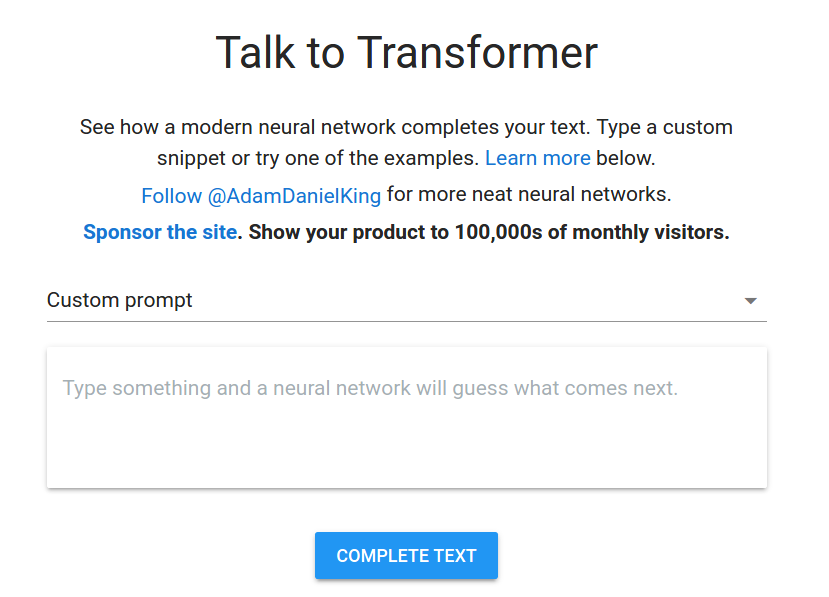 Talk to Transformer
See how a modern neural network completes your text. Type a custom
snippet or try one of the examples. Learn more below.
Follow @AdamDanielKing for more neat neural networks.
Sponsor the site. Show your product to 100,000s of monthly visitors.
Custom prompt
Type something and a neural network will guess what comes next.
COMPLETE TEXT